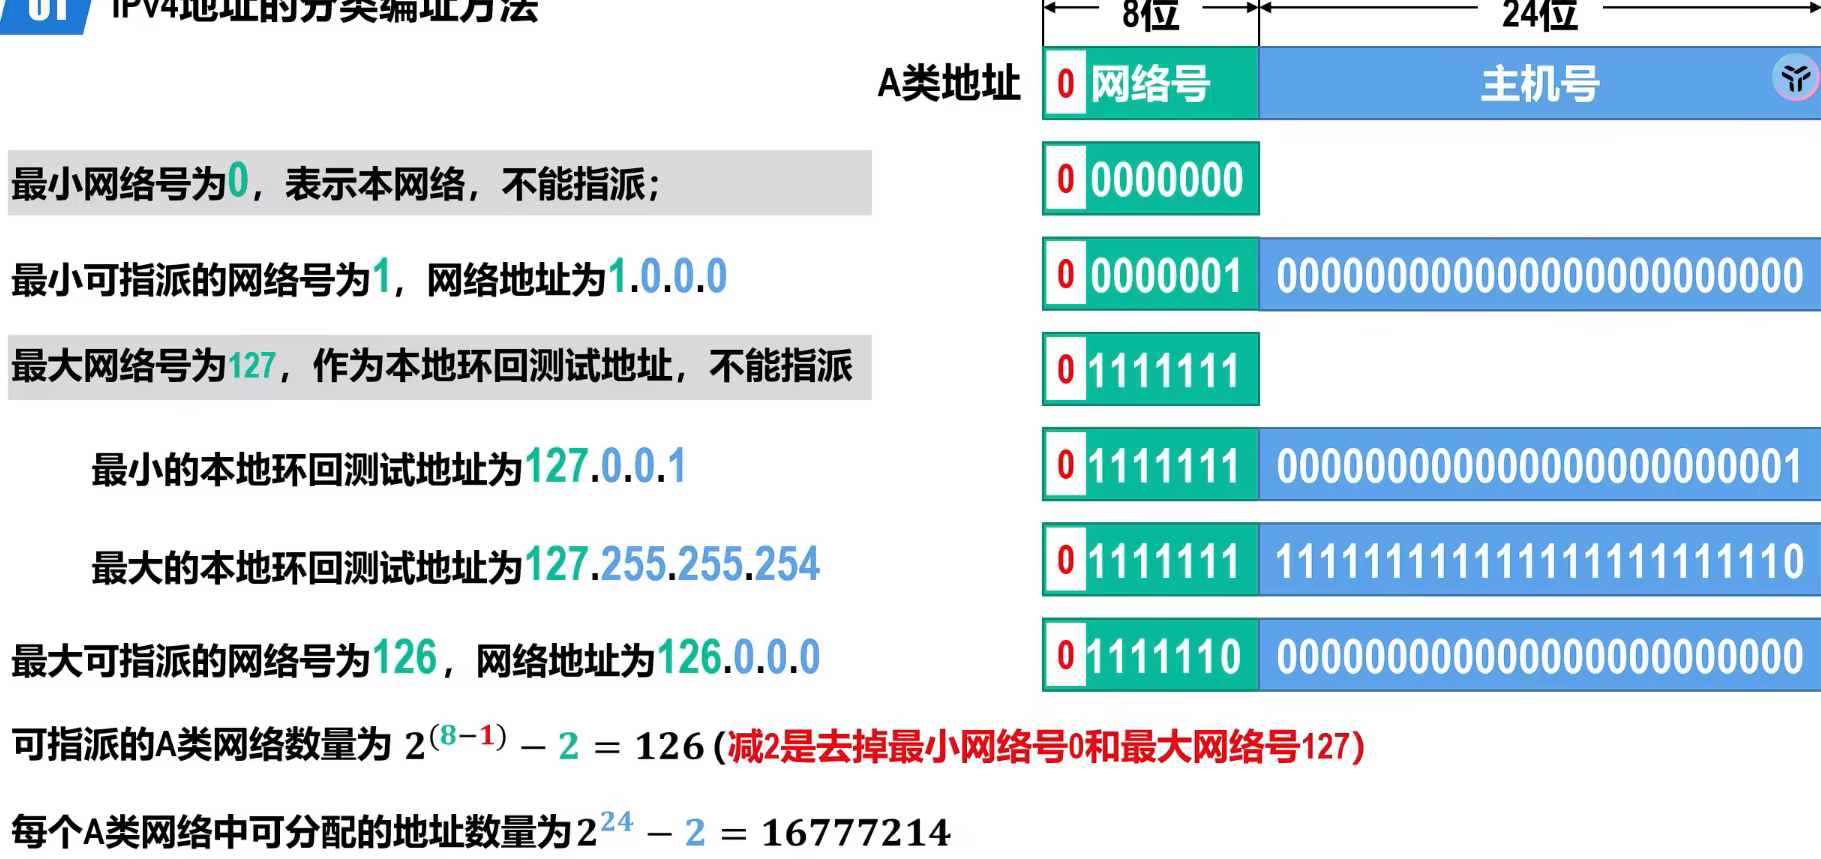 01 IPv4地址的分类编址方法
8位 24位
A类地址 0 网络号 主机号
最小网络号为0，表示本网络，不能指派； 0 0000000
最小可指派的网络号为1，网络地址为1.0.0.0 0 0000001 000000000000000000000000
最大网络号为127，作为本地环回测试地址，不能指派 0 1111111
最小的本地环回测试地址为127.0.0.1 0 1111111 000000000000000000000001
最大的本地环回测试地址为127.255.255.254 0 1111111 111111111111111111111110
最大可指派的网络号为126，网络地址为126.0.0.0 0 1111110 000000000000000000000000
可指派的A类网络数量为 2^(8−1) − 2 = 126 (减2是去掉最小网络号0和最大网络号127)
每个A类网络中可分配的地址数量为2^24 − 2 = 16777214